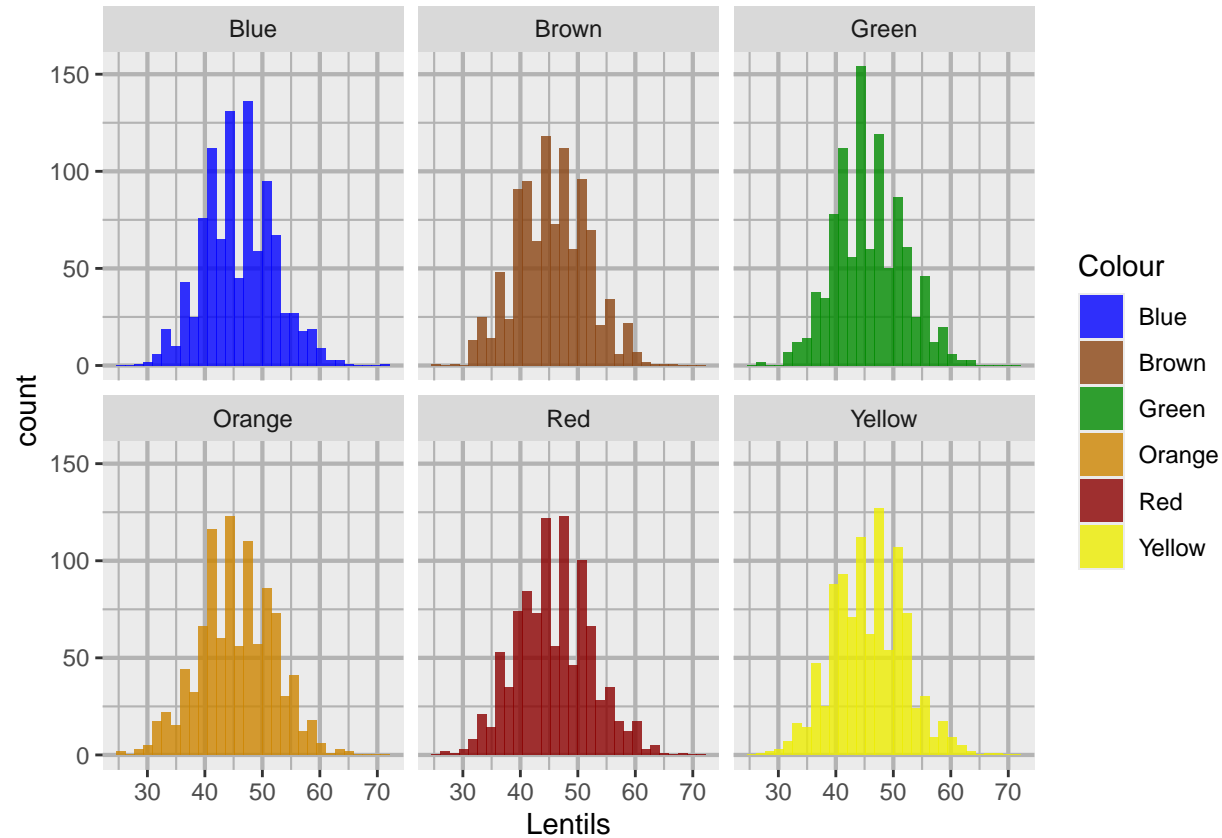 Blue Brown Green
150
100
50
0
Orange Red Yellow
150
100
50
0
30 40 50 60 70 30 40 50 60 70 30 40 50 60 70
Lentils
count
Colour
Blue
Brown
Green
Orange
Red
Yellow